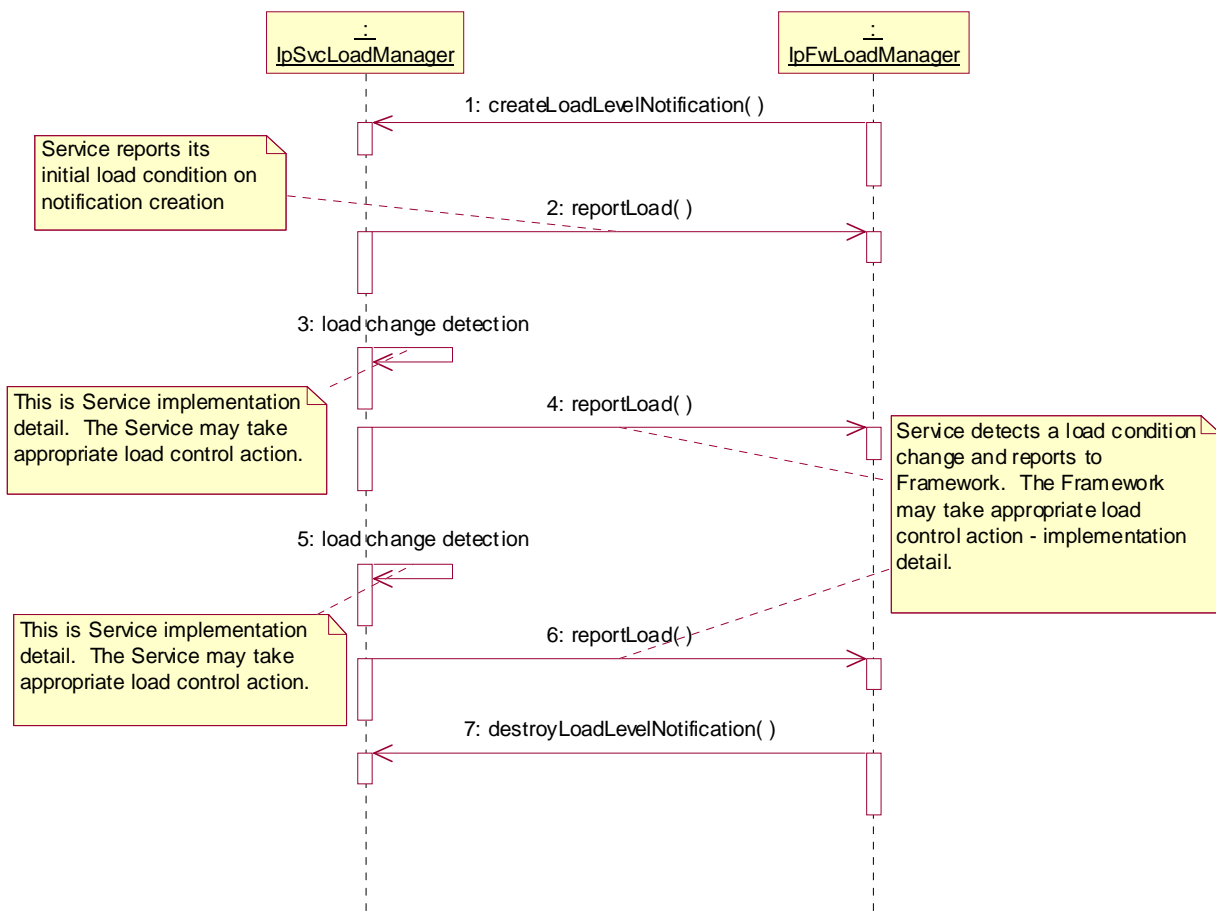 :
IpSvcLoadManager
:
IpFwLoadManager
1: createLoadLevelNotification( )
Service reports its
initial load condition on
notification creation
2: reportLoad( )
3: load change detection
This is Service implementation
detail.  The Service may take
appropriate load control action.
4: reportLoad( )
Service detects a load condition
change and reports to
Framework.  The Framework
may take appropriate load
control action - implementation
detail.
5: load change detection
This is Service implementation
detail.  The Service may take
appropriate load control action.
6: reportLoad( )
7: destroyLoadLevelNotification( )